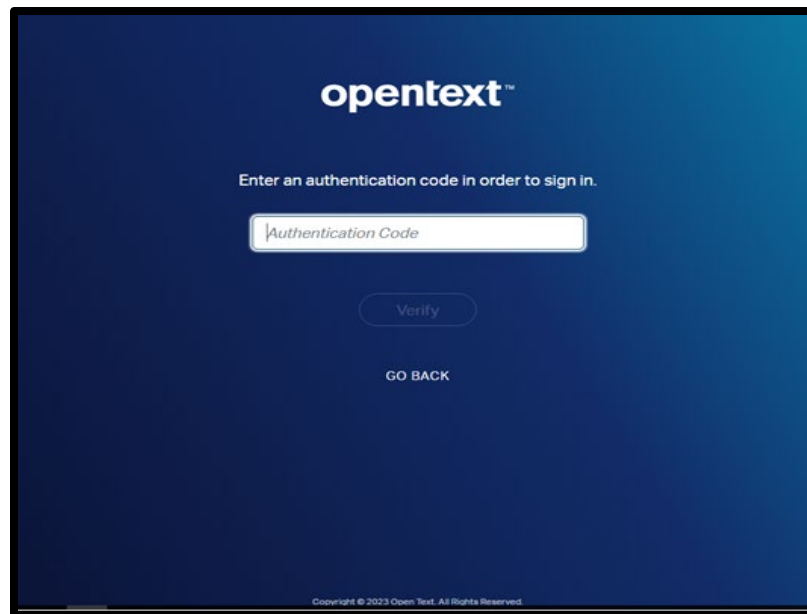 opentext™
Enter an authentication code in order to sign in.
Authentication Code
Verify
GO BACK
Copyright © 2023 Open Text. All Rights Reserved.